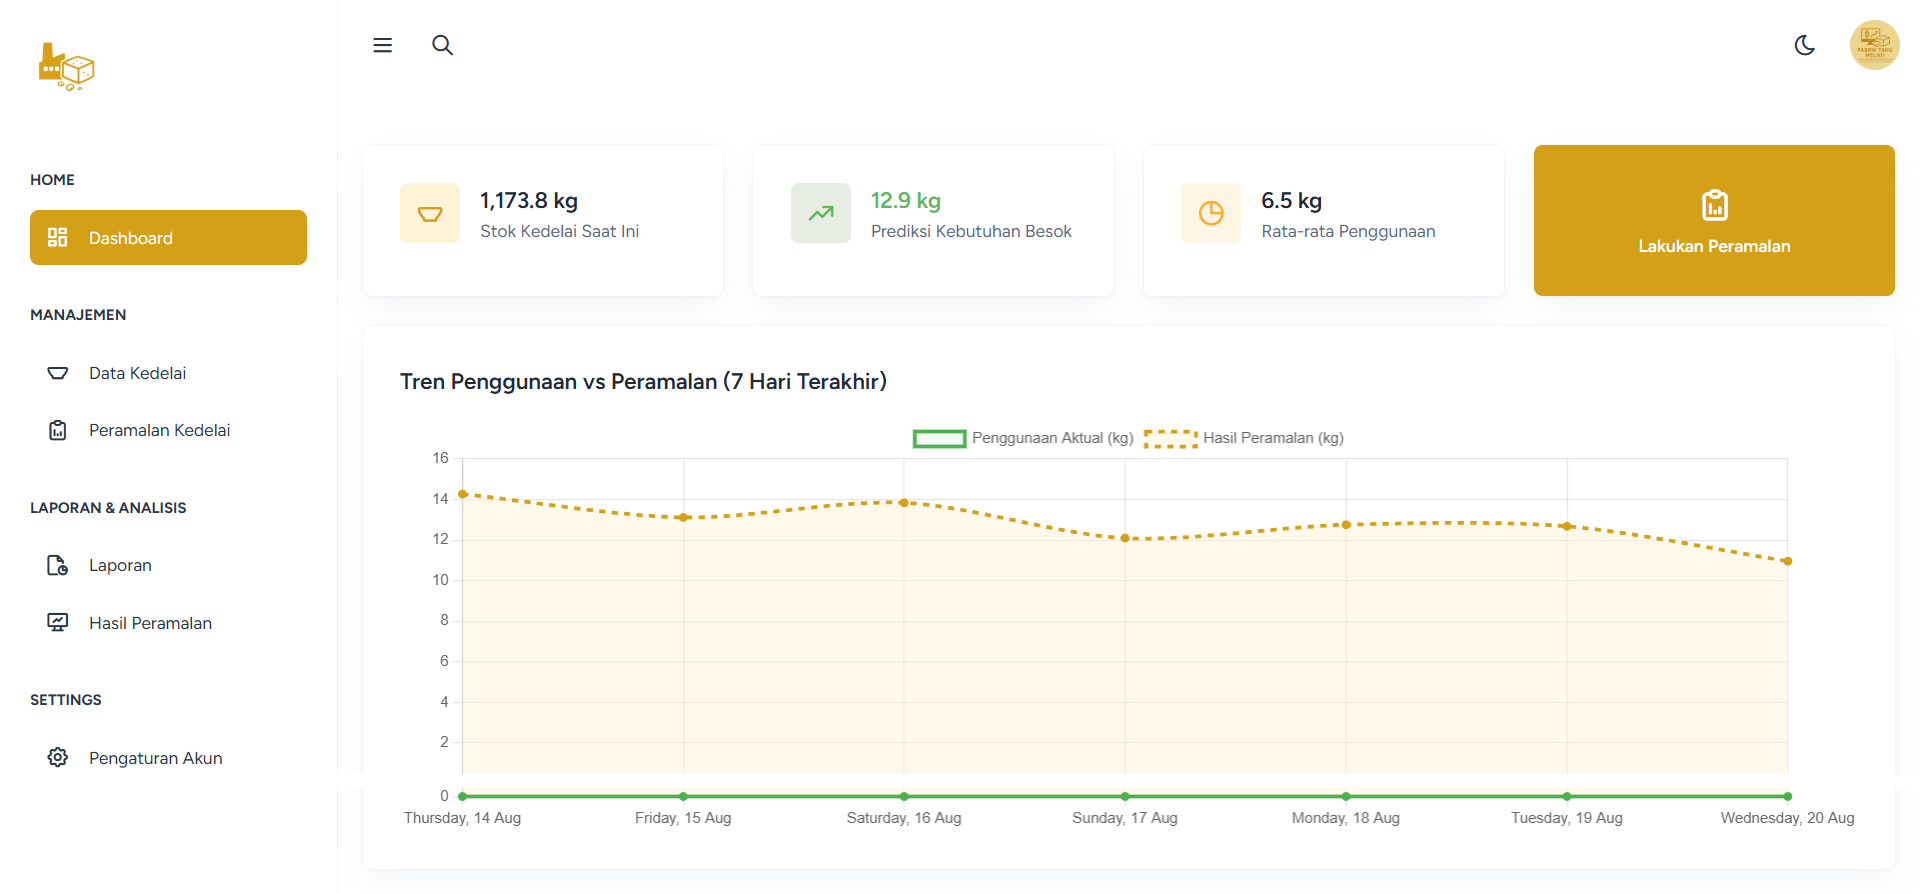 HOME
Dashboard
MANAJEMEN
Data Kedelai
Peramalan Kedelai
LAPORAN & ANALISIS
Laporan
Hasil Peramalan
SETTINGS
Pengaturan Akun
PABRIK TAHU
MELATI
1,173.8 kg
Stok Kedelai Saat Ini
12.9 kg
Prediksi Kebutuhan Besok
6.5 kg
Rata-rata Penggunaan
Lakukan Peramalan
Tren Penggunaan vs Peramalan (7 Hari Terakhir)
Penggunaan Aktual (kg) Hasil Peramalan (kg)
16
14
12
10
8
6
4
2
0
Thursday, 14 Aug Friday, 15 Aug Saturday, 16 Aug Sunday, 17 Aug Monday, 18 Aug Tuesday, 19 Aug Wednesday, 20 Aug